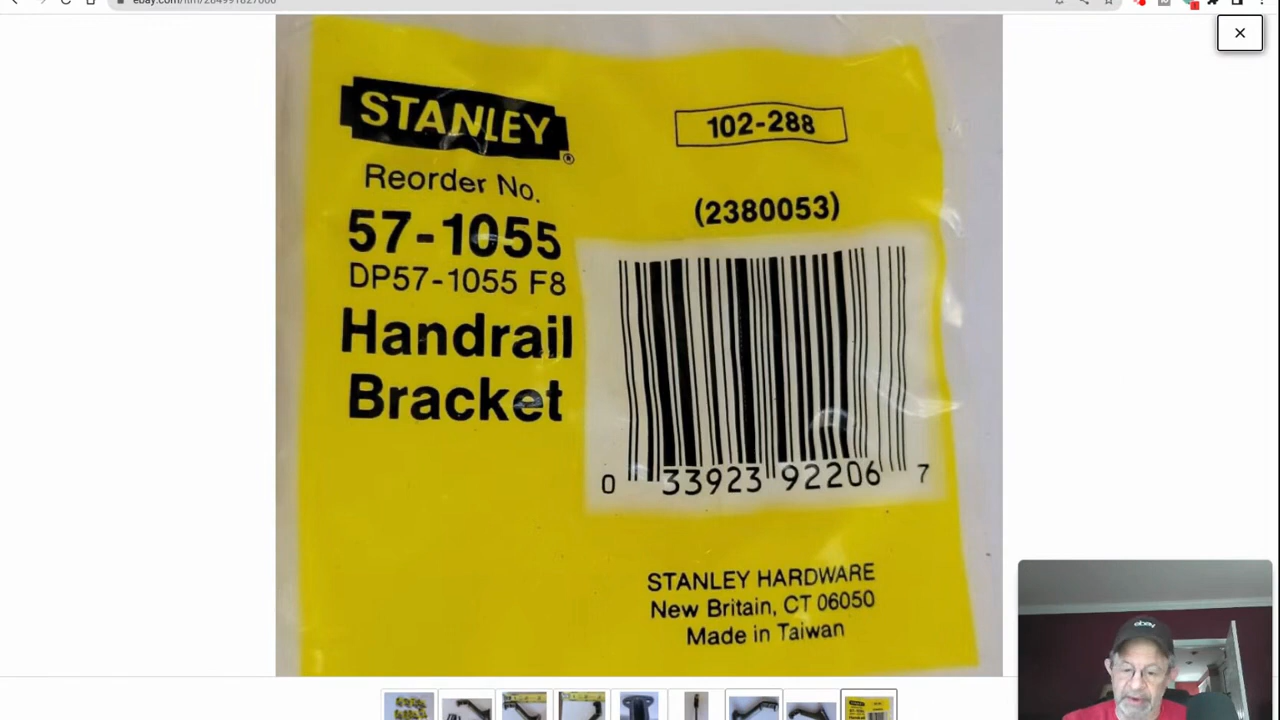 STANLEY®
Reorder No.
57-1055
DP57-1055 F8
Handrail
Bracket
102-288
(2380053)
0 33923 92206 7
STANLEY HARDWARE
New Britain, CT 06050
Made in Taiwan
ebay